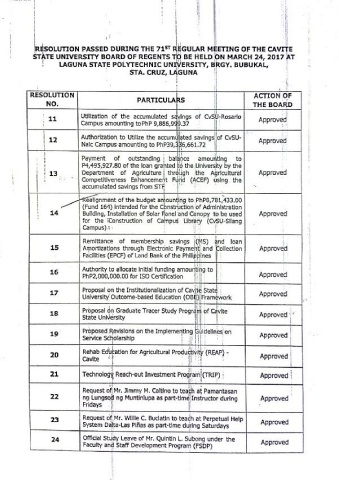 RESOLUTION PASSED DURING THE 71ST REGULAR MEETING OF THE CAVITE
STATE UNIVERSITY BOARD OF REGENTS TO BE HELD ON MARCH 24, 2017 AT
LAGUNA STATE POLYTECHNIC UNIVERSITY, BRGY. BUBUKAL,
STA. CRUZ, LAGUNA
RESOLUTION NO. PARTICULARS ACTION OF THE BOARD
11 Utilization of the accumulated savings of CvSU-Rosario
Campus amounting to PhP 9,886,999.37 Approved
12 Authorization to Utilize the accumulated savings of CvSU-
Naic Campus amounting to PhP39,336,661.72 Approved
13 Payment of outstanding balance amounting to
P4,495,927.80 of the loan granted to the University by the
Department of Agriculture through the Agricultural
Competitiveness Enhancement Fund (ACEF) using the
accumulated savings from STF Approved
14 Realignment of the budget amounting to PhP8,781,433.00
(Fund 164) intended for the Construction of Administration
Building, Installation of Solar Panel and Canopy to be used
for the Construction of Campus Library (CvSU-Silang
Campus) Approved
15 Remittance of membership savings (MS) and loan
Amortizations through Electronic Payment and Collection
Facilities (EPCF) of Land Bank of the Philippines Approved
16 Authority to allocate initial funding amounting to
PhP2,000,000.00 for ISO Certification Approved
17 Proposal on the Institutionalization of Cavite State
University Outcome-based Education (OBE) Framework Approved
18 Proposal on Graduate Tracer Study Program of Cavite
State University Approved
19 Proposed Revisions on the Implementing Guidelines on
Service Scholarship Approved
20 Rehab Education for Agricultural Productivity (REAP) -
Cavite Approved
21 Technology Reach-out Investment Program (TRIP) Approved
22 Request of Mr. Jimmy M. Coltino to teach at Pamantasan
ng Lungsod ng Muntinlupa as part-time Instructor during
Fridays Approved
23 Request of Mr. Willie C. Buclatin to teach at Perpetual Help
System Dalta-Las Piñas as part-time during Saturdays Approved
24 Official Study Leave of Mr. Quintin L. Subong under the
Faculty and Staff Development Program (FSDP) Approved